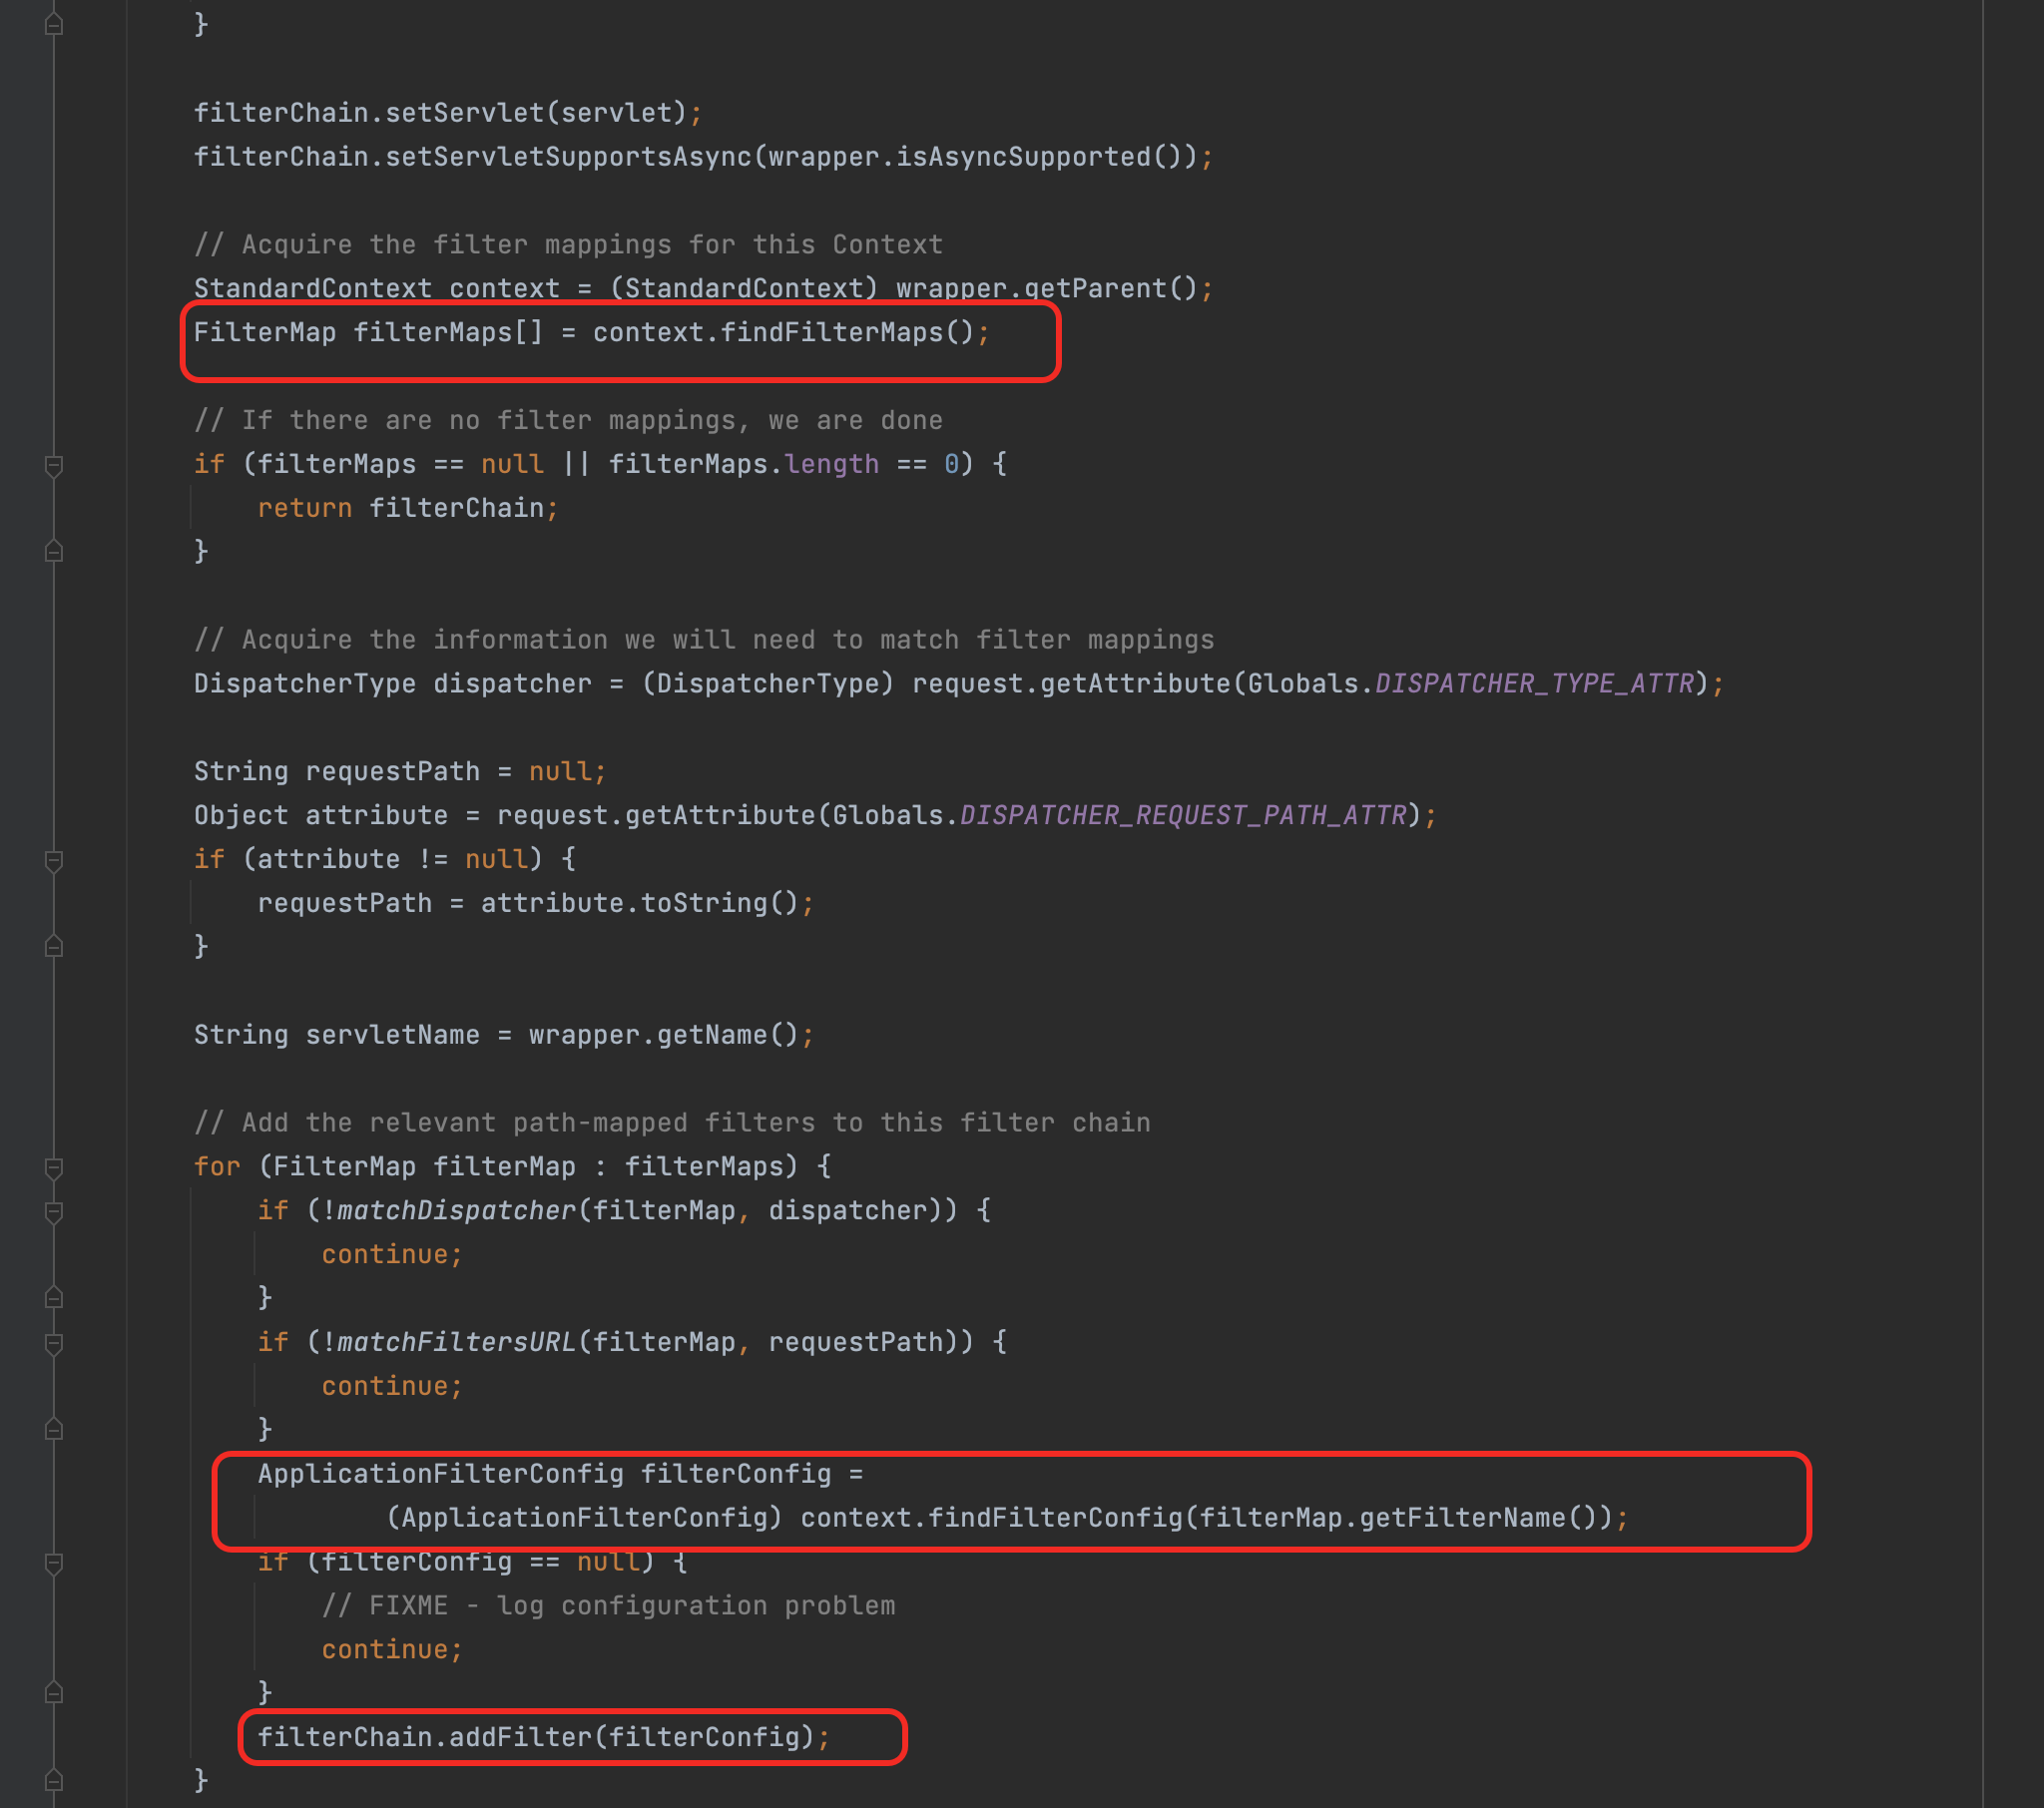 }
filterChain.setServlet(servlet);
filterChain.setServletSupportsAsync(wrapper.isAsyncSupported());
// Acquire the filter mappings for this Context
StandardContext context = (StandardContext) wrapper.getParent();
FilterMap filterMaps[] = context.findFilterMaps();
// If there are no filter mappings, we are done
if (filterMaps == null || filterMaps.length == 0) {
return filterChain;
}
// Acquire the information we will need to match filter mappings
DispatcherType dispatcher = (DispatcherType) request.getAttribute(Globals.DISPATCHER_TYPE_ATTR);
String requestPath = null;
Object attribute = request.getAttribute(Globals.DISPATCHER_REQUEST_PATH_ATTR);
if (attribute != null) {
requestPath = attribute.toString();
}
String servletName = wrapper.getName();
// Add the relevant path-mapped filters to this filter chain
for (FilterMap filterMap : filterMaps) {
if (!matchDispatcher(filterMap, dispatcher)) {
continue;
}
if (!matchFiltersURL(filterMap, requestPath)) {
continue;
}
ApplicationFilterConfig filterConfig =
(ApplicationFilterConfig) context.findFilterConfig(filterMap.getFilterName());
if (filterConfig == null) {
// FIXME - log configuration problem
continue;
}
filterChain.addFilter(filterConfig);
}